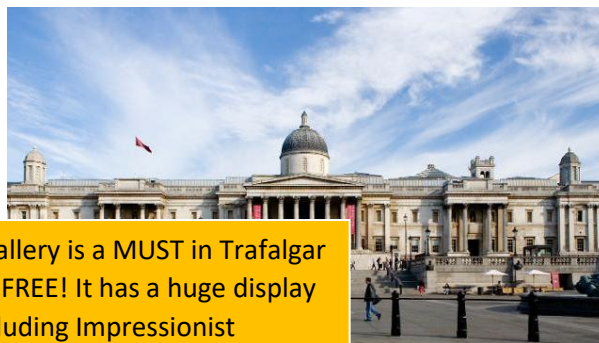 allery is a MUST in Trafalgar
FREE! It has a huge display
luding Impressionist